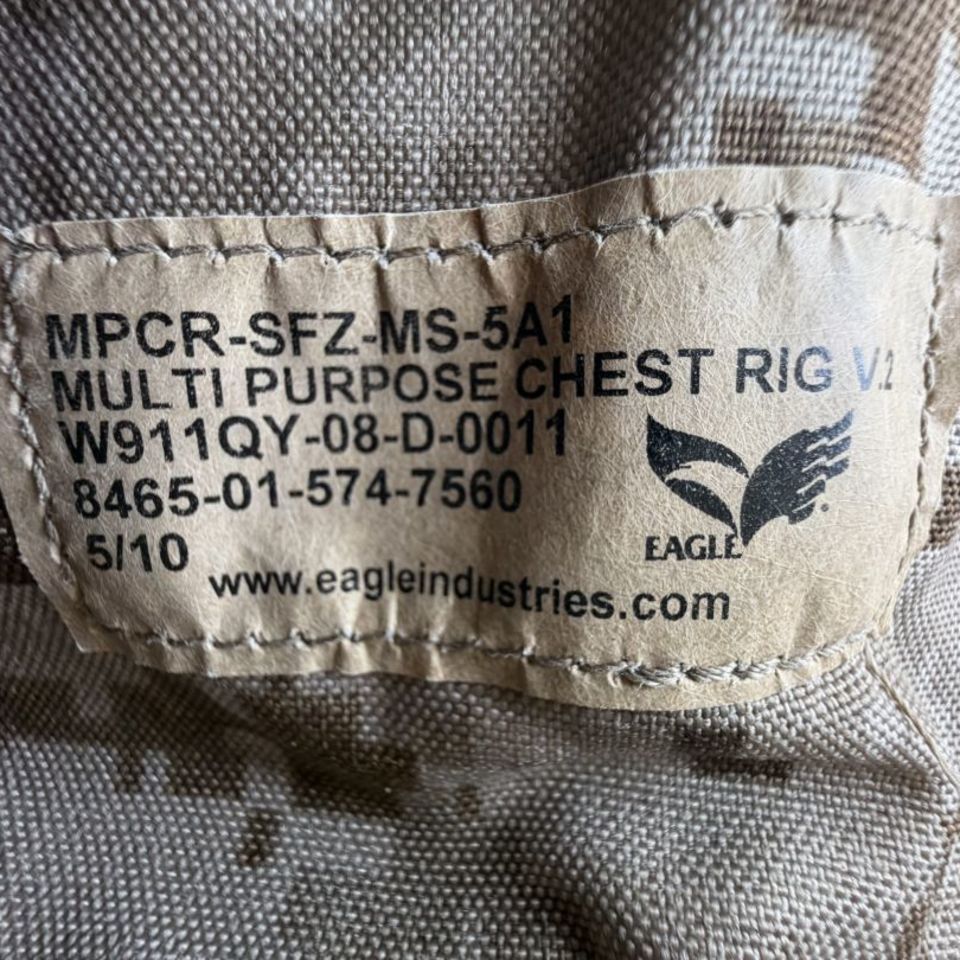 MPCR-SFZ-MS-5A1
MULTI PURPOSE CHEST RIG V.2
W911QY-08-D-0011
8465-01-574-7560
5/10
EAGLE
www.eagleindustries.com